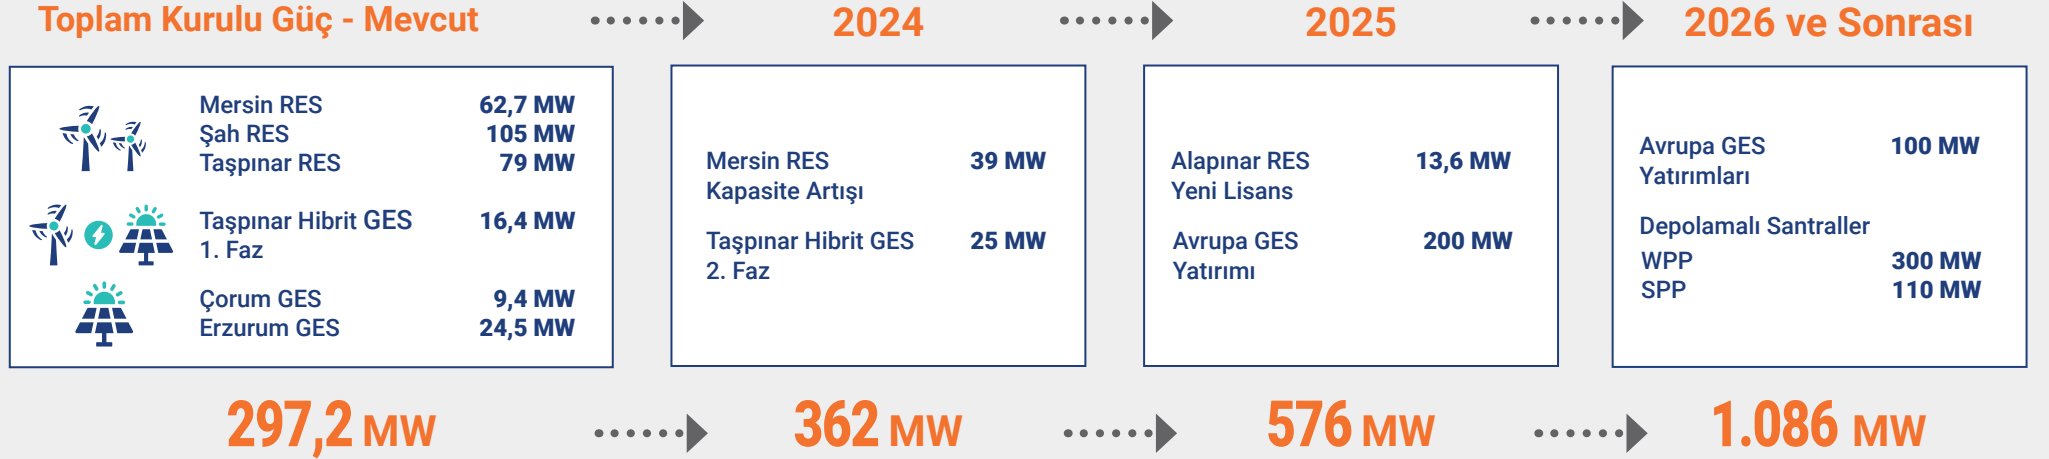 Toplam Kurulu Güç - Mevcut
Mersin RES 62,7 MW
Şah RES 105 MW
Taşpınar RES 79 MW
Taşpınar Hibrit GES 16,4 MW
1. Faz
Çorum GES 9,4 MW
Erzurum GES 24,5 MW
297,2 MW
2024
Mersin RES 39 MW
Kapasite Artışı
Taşpınar Hibrit GES 25 MW
2. Faz
362 MW
2025
Alapınar RES 13,6 MW
Yeni Lisans
Avrupa GES 200 MW
Yatırımı
576 MW
2026 ve Sonrası
Avrupa GES 100 MW
Yatırımları
Depolamalı Santraller
WPP 300 MW
SPP 110 MW
1.086 MW